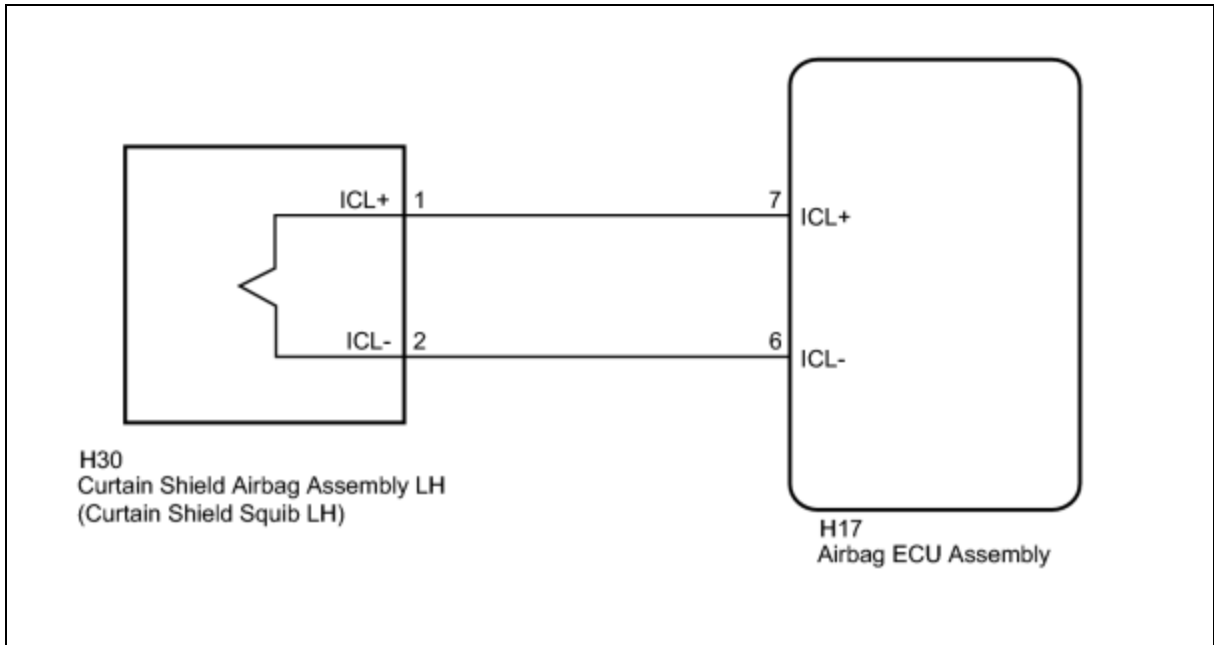 ICL+ 1
7 ICL+
ICL- 2
6 ICL-
H30
Curtain Shield Airbag Assembly LH
(Curtain Shield Squib LH)
H17
Airbag ECU Assembly